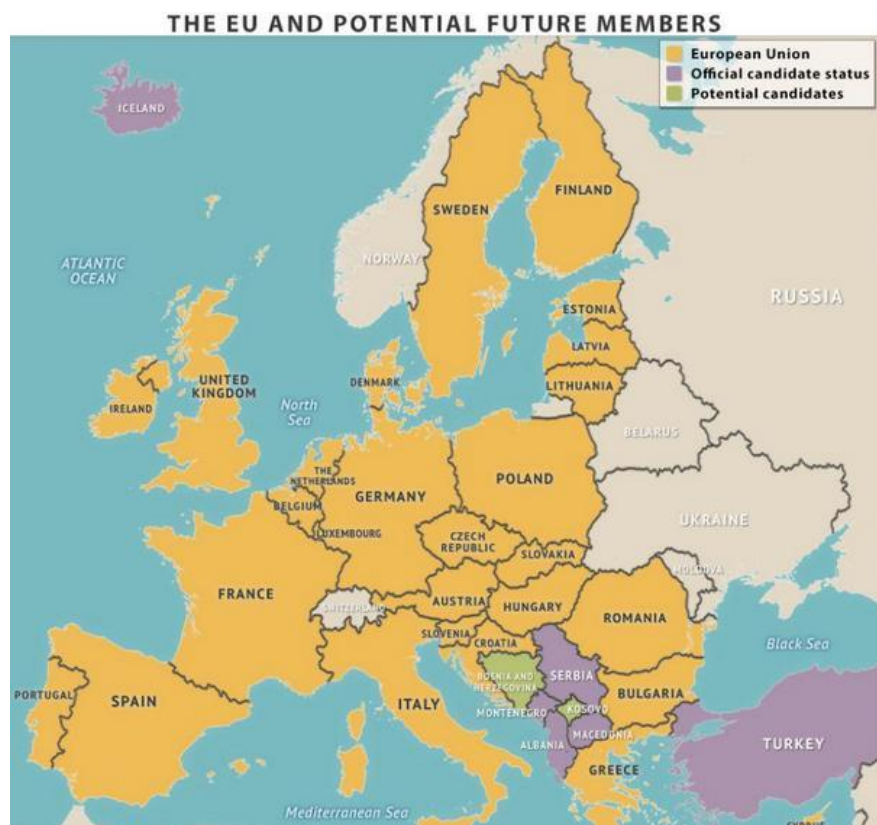 THE EU AND POTENTIAL FUTURE MEMBERS
European Union
Official candidate status
Potential candidates
ICELAND
FINLAND
SWEDEN
NORWAY
ATLANTIC
OCEAN
RUSSIA
ESTONIA
LATVIA
DENMARK
LITHUANIA
UNITED
KINGDOM
IRELAND
North
Sea
BELARUS
THE
NETHERLANDS
POLAND
GERMANY
BELGIUM
UKRAINE
LUXEMBOURG
CZECH
REPUBLIC
SLOVAKIA
MOLDOVA
FRANCE
SWITZERLAND
AUSTRIA
HUNGARY
ROMANIA
SLOVENIA
CROATIA
Black Sea
BOSNIA AND
HERZEGOVINA
SERBIA
PORTUGAL
SPAIN
ITALY
BULGARIA
MONTENEGRO
KOSOVO
MACEDONIA
ALBANIA
TURKEY
GREECE
Mediterranean Sea
CYPRUS